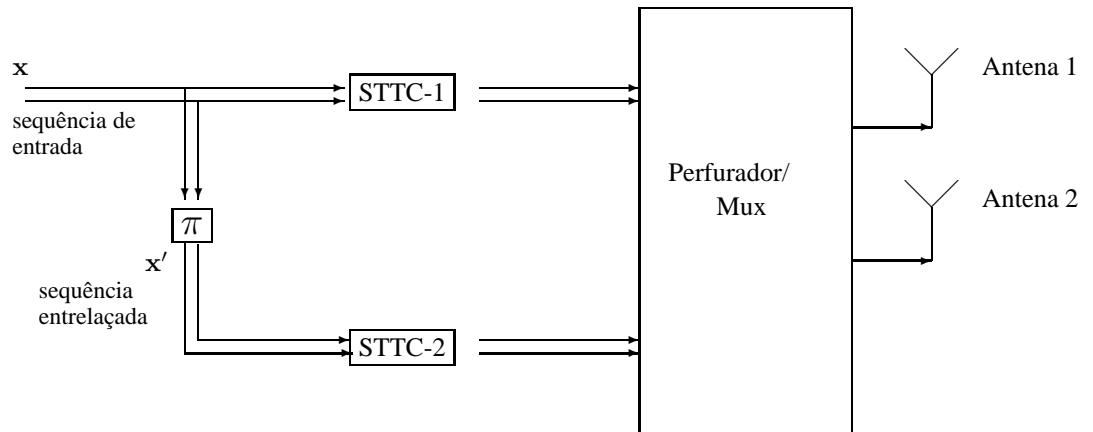 x
sequência de
entrada
STTC-1
π
x′
sequência
entrelaçada
STTC-2
Perfurador/
Mux
Antena 1
Antena 2